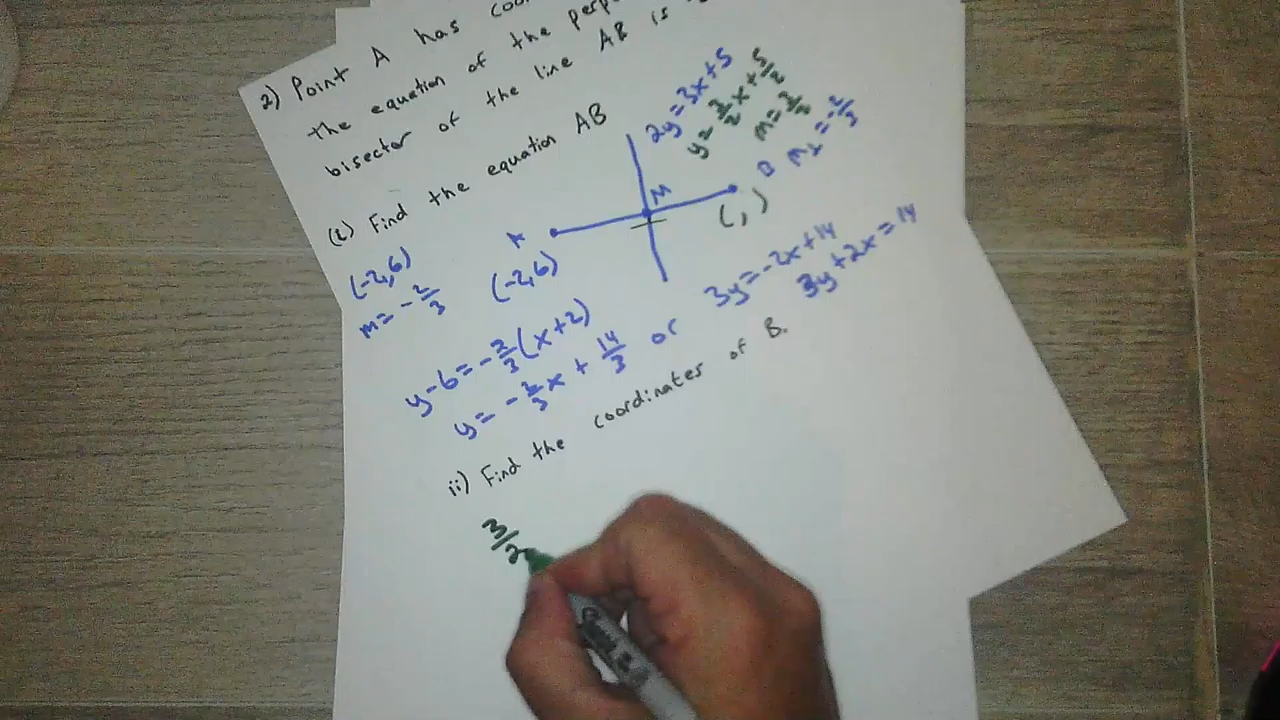 2) Point A has
the equation of the
bisector of the line AB is
(i) Find the equation AB
2y = 3x + 5
y = 3/2 x + 5/2
m = 3/2
m₂ = -2/3
A
M
B
(-2,6)
( , )
(-2,6)
m = -2/3
y-6 = -2/3(x+2)
y = -2/3 x + 14/3 or 3y = -2x + 14
3y + 2x = 14
ii) Find the coordinates of B.
3/2